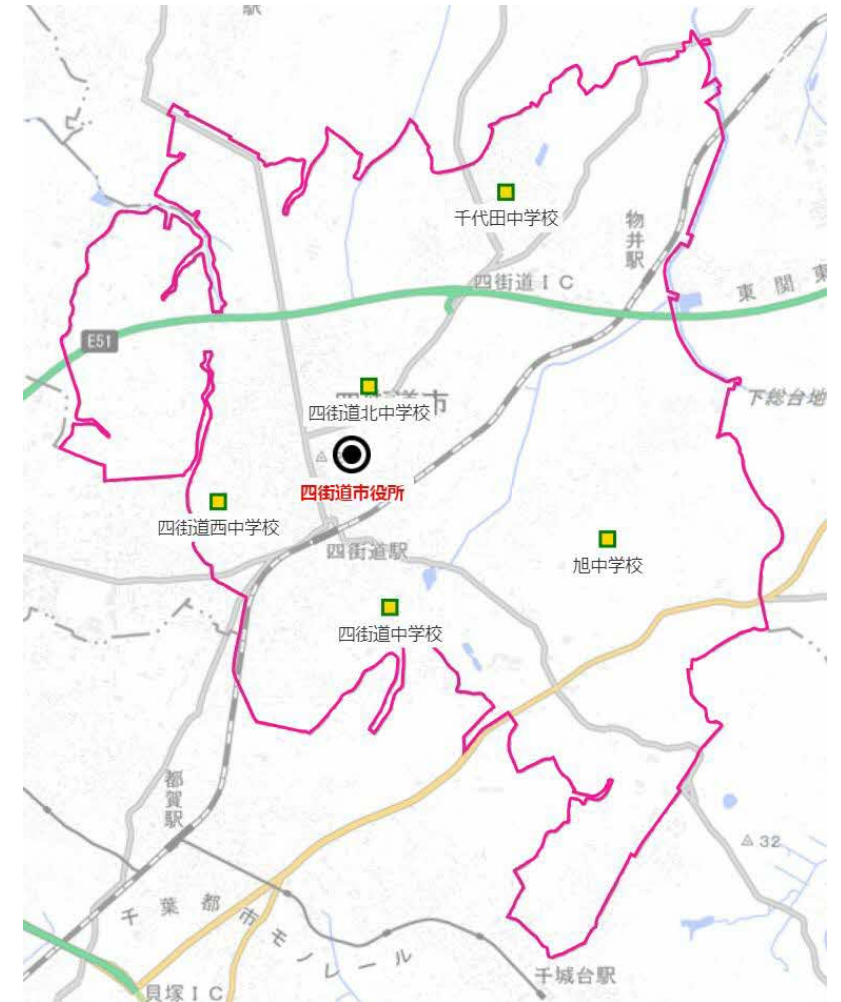 駅
千代田中学校
物井駅
四街道IC
東関東
E51
四街道北中学校
市
下総台地
四街道市役所
四街道西中学校
四街道駅
旭中学校
四街道中学校
都賀駅
32
千葉都市モノレール
千城台駅
貝塚IC